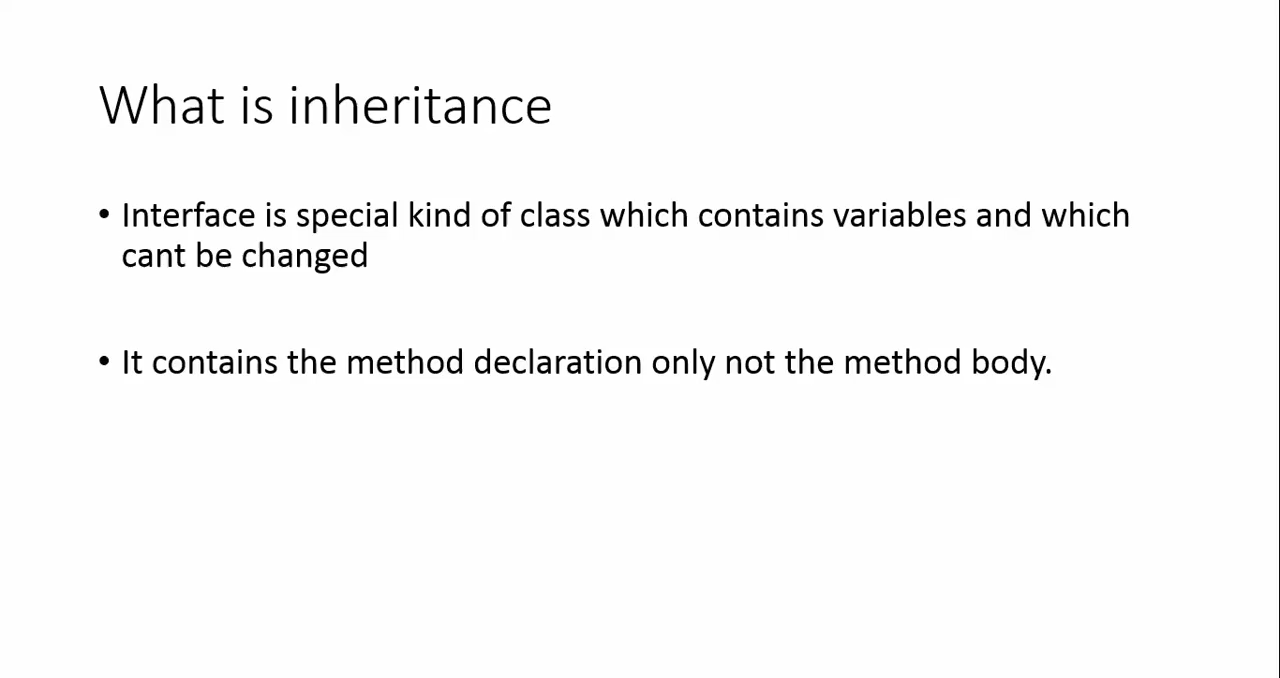 What is inheritance
• Interface is special kind of class which contains variables and which
cant be changed
• It contains the method declaration only not the method body.